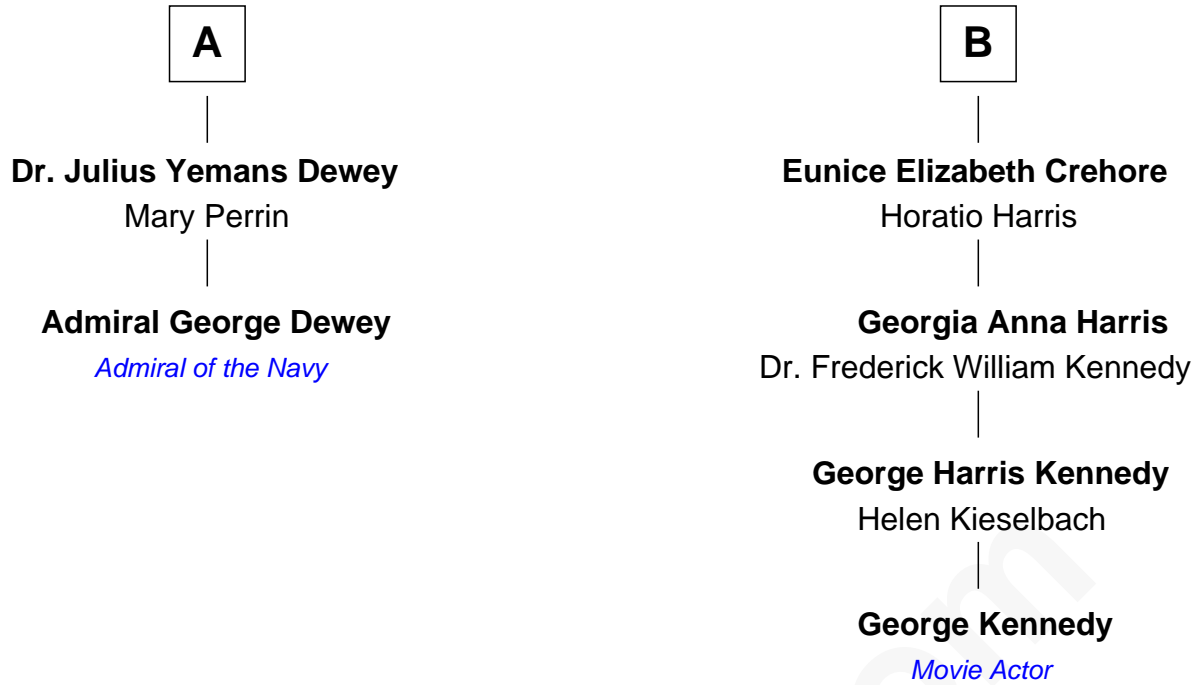 A
B
Dr. Julius Yemans Dewey
Mary Perrin
Eunice Elizabeth Crehore
Horatio Harris
Admiral George Dewey
Admiral of the Navy
Georgia Anna Harris
Dr. Frederick William Kennedy
George Harris Kennedy
Helen Kieselbach
George Kennedy
Movie Actor